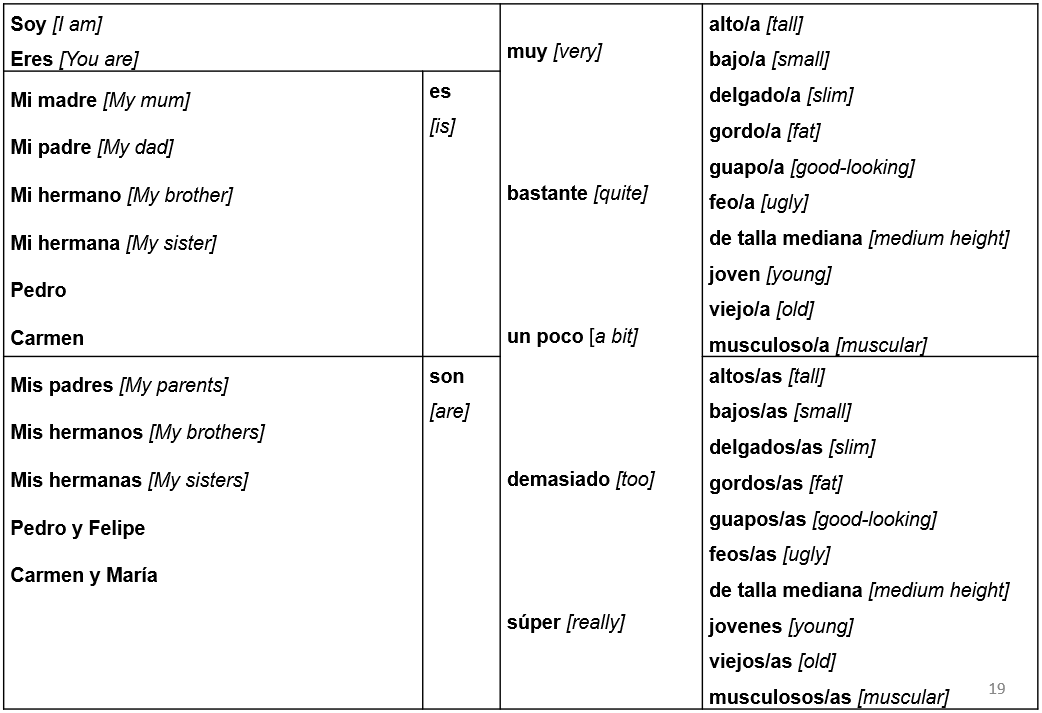 Soy [I am]
Eres [You are]
Mi madre [My mum]
Mi padre [My dad]
Mi hermano [My brother]
Mi hermana [My sister]
Pedro
Carmen
es
[is]
Mis padres [My parents]
Mis hermanos [My brothers]
Mis hermanas [My sisters]
Pedro y Felipe
Carmen y María
son
[are]
muy [very]
bastante [quite]
un poco [a bit]
demasiado [too]
súper [really]
alto/a [tall]
bajo/a [small]
delgado/a [slim]
gordo/a [fat]
guapo/a [good-looking]
feo/a [ugly]
de talla mediana [medium height]
joven [young]
viejo/a [old]
musculoso/a [muscular]
altos/as [tall]
bajos/as [small]
delgados/as [slim]
gordos/as [fat]
guapos/as [good-looking]
feos/as [ugly]
de talla mediana [medium height]
jovenes [young]
viejos/as [old]
musculosos/as [muscular]
19